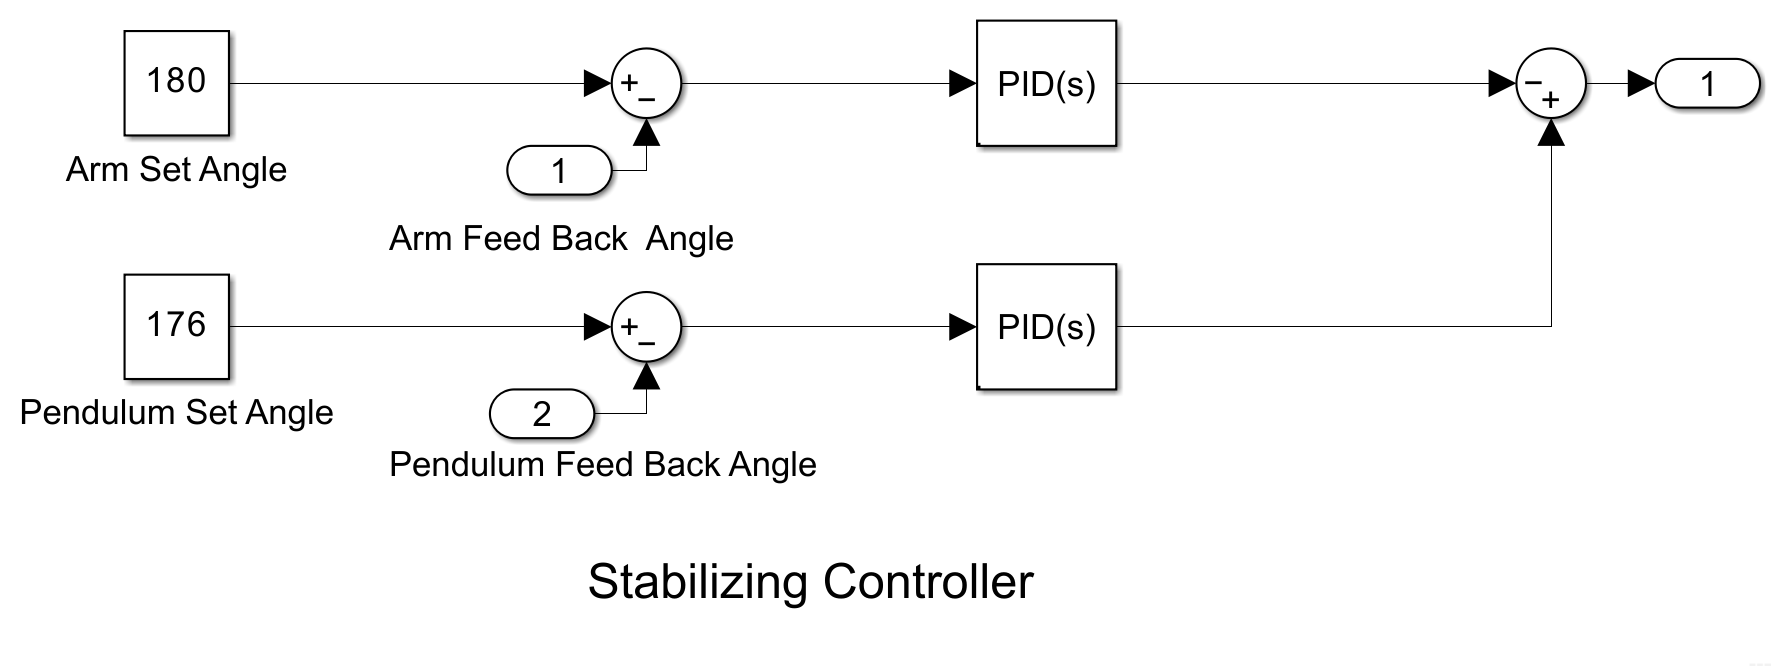 180
+
−
PID(s)
−
+
1
Arm Set Angle
1
Arm Feed Back Angle
176
+
−
PID(s)
Pendulum Set Angle
2
Pendulum Feed Back Angle
Stabilizing Controller